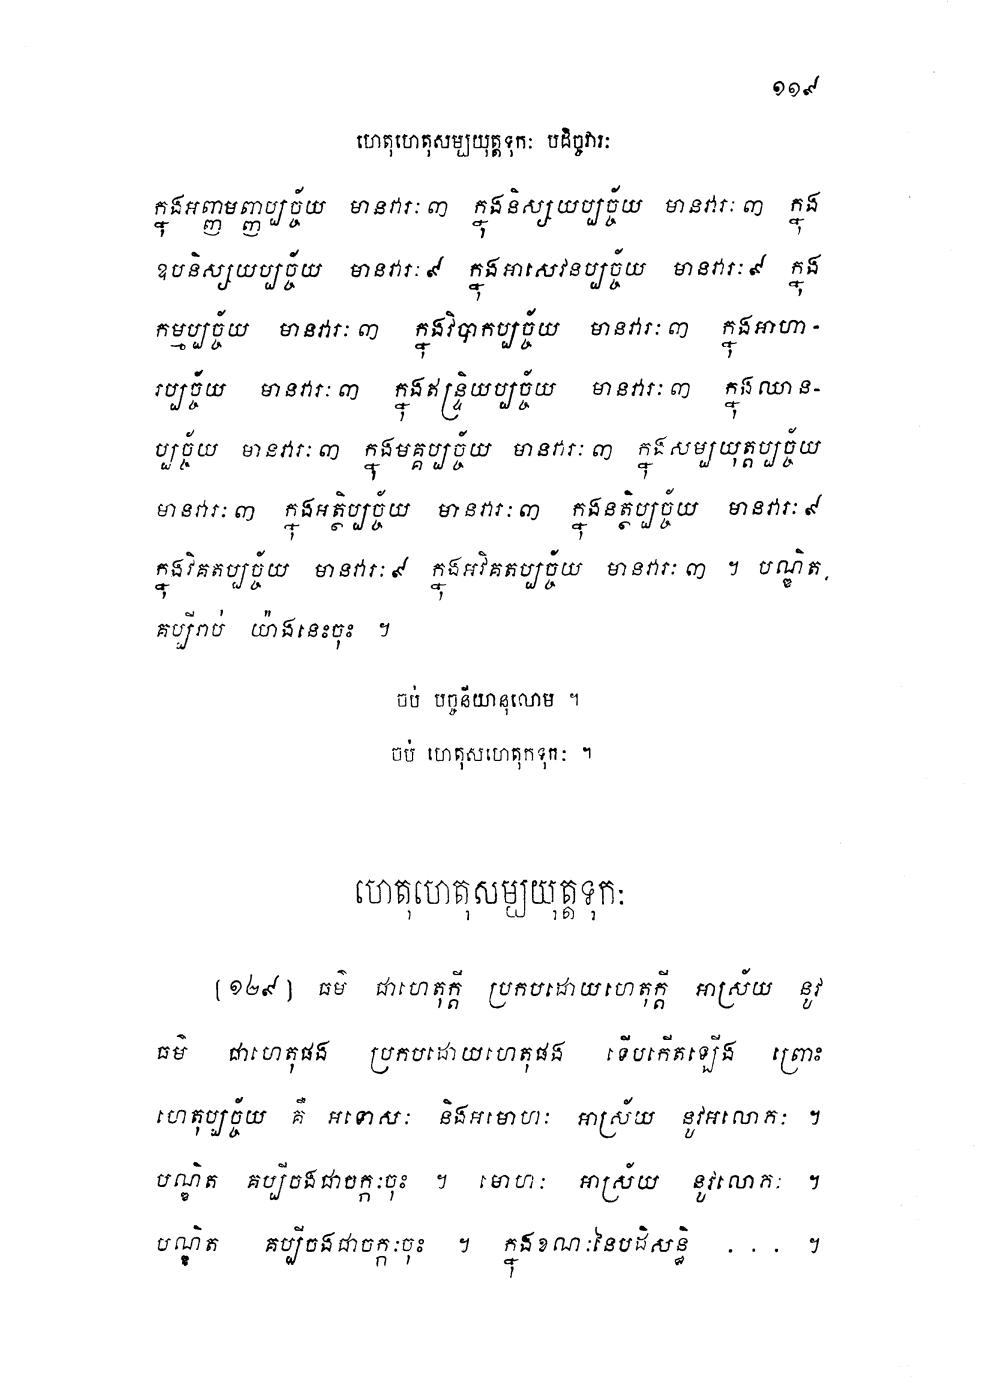 ១១៩
ហេតុហេតុសម្បយុត្តទុកៈ បដិច្ចវារៈ
ក្នុងអញ្ញាមញ្ញប្បច្ច័យ មានវារៈ ៣ ក្នុងនិស្សយប្បច្ច័យ មានវារៈ ៣ ក្នុង
ឧបនិស្សយប្បច្ច័យ មានវារៈ ៩ ក្នុងអាសេវនប្បច្ច័យ មានវារៈ ៩ ក្នុង
កម្មប្បច្ច័យ មានវារៈ ៣ ក្នុងវិបាកប្បច្ច័យ មានវារៈ ៣ ក្នុងអាហា-
រប្បច្ច័យ មានវារៈ ៣ ក្នុងឥន្ទ្រិយប្បច្ច័យ មានវារៈ ៣ ក្នុងឈាន-
ប្បច្ច័យ មានវារៈ ៣ ក្នុងមគ្គប្បច្ច័យ មានវារៈ ៣ ក្នុងសម្បយុត្តប្បច្ច័យ
មានវារៈ ៣ ក្នុងអត្ថិប្បច្ច័យ មានវារៈ ៣ ក្នុងនត្ថិប្បច្ច័យ មានវារៈ ៩
ក្នុងវិគតប្បច្ច័យ មានវារៈ ៩ ក្នុងអវិគតប្បច្ច័យ មានវារៈ ៣ ។ បណ្ឌិត
គប្បីរាប់ យ៉ាងនេះចុះ ។
ចប់ បច្ចនីយានុលោម ។
ចប់ ហេតុសហេតុកទុកៈ ។
ហេតុហេតុសម្បយុត្តទុកៈ
[១២៩] ធម៌ ជាហេតុក្តី ប្រកបដោយហេតុក្តី អាស្រ័យ នូវ
ធម៌ ជាហេតុផង ប្រកបដោយហេតុផង ទើបកើតឡើង ព្រោះ
ហេតុប្បច្ច័យ គឺ អទោសៈ និងអមោហៈ អាស្រ័យ នូវអលោភៈ ។
បណ្ឌិត គប្បីចងជាចក្កៈចុះ ។ មោហៈ អាស្រ័យ នូវលោភៈ ។
បណ្ឌិត គប្បីចងជាចក្កៈចុះ ។ ក្នុងខណៈនៃបដិសន្ធិ . . . ។